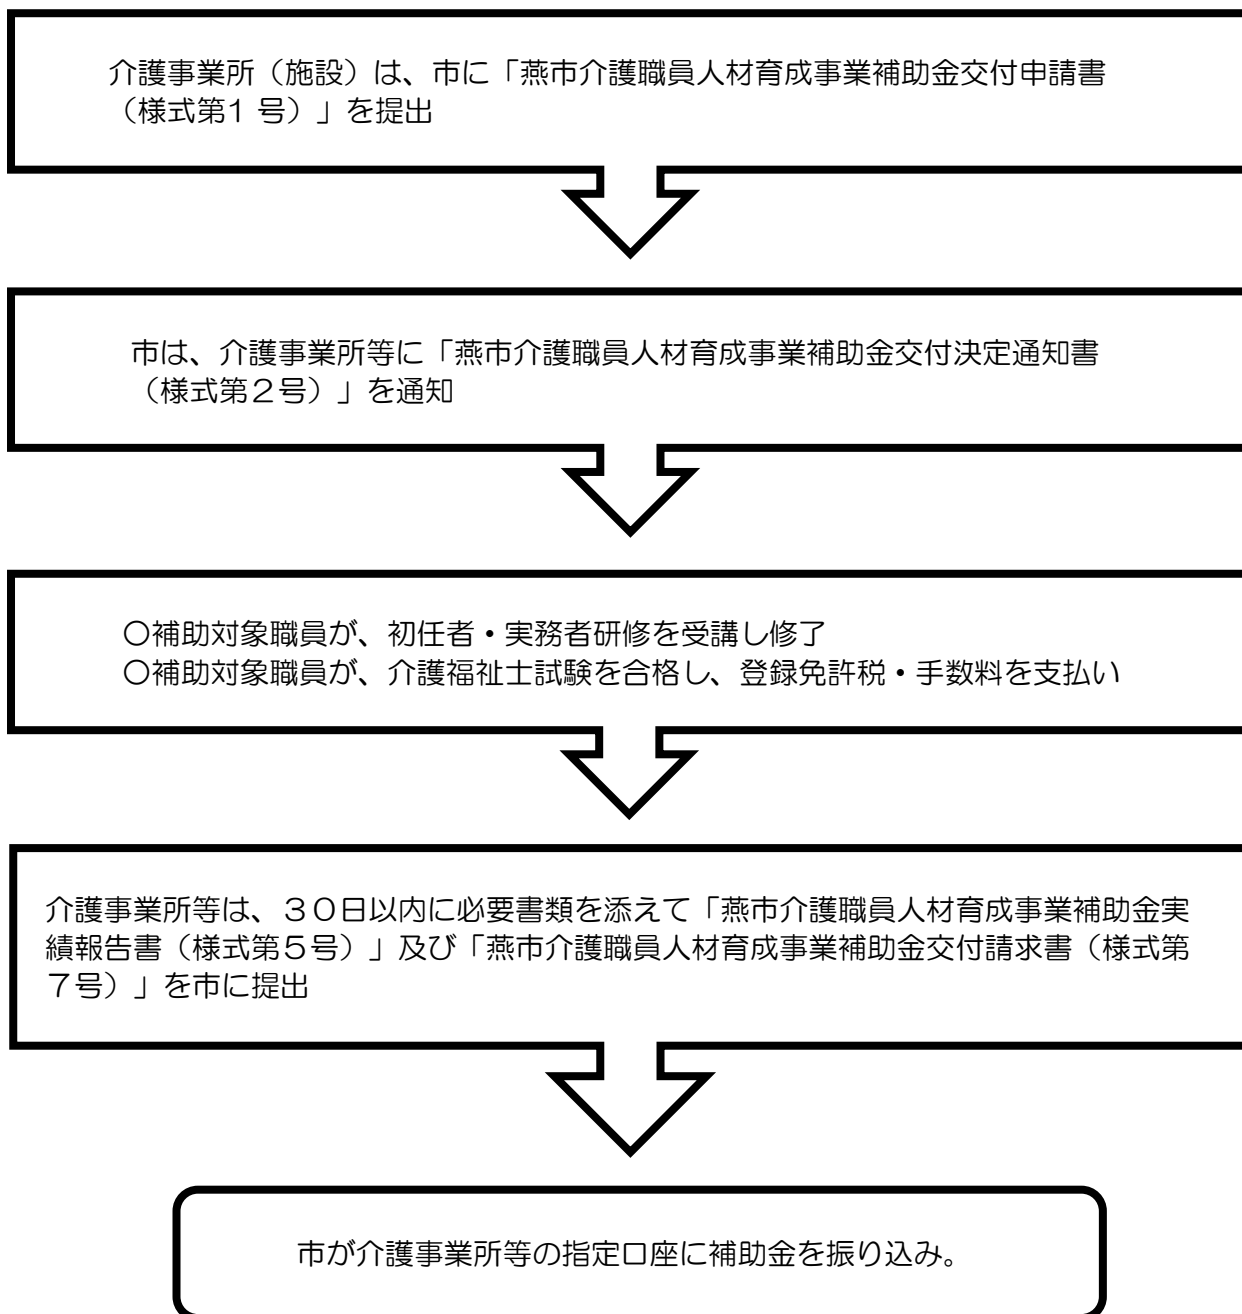 介護事業所（施設）は、市に「燕市介護職員人材育成事業補助金交付申請書
（様式第1 号）」を提出
市は、介護事業所等に「燕市介護職員人材育成事業補助金交付決定通知書
（様式第２号）」を通知
〇補助対象職員が、初任者・実務者研修を受講し修了
〇補助対象職員が、介護福祉士試験を合格し、登録免許税・手数料を支払い
介護事業所等は、３０日以内に必要書類を添えて「燕市介護職員人材育成事業補助金実
績報告書（様式第５号）」及び「燕市介護職員人材育成事業補助金交付請求書（様式第
７号）」を市に提出
市が介護事業所等の指定口座に補助金を振り込み。